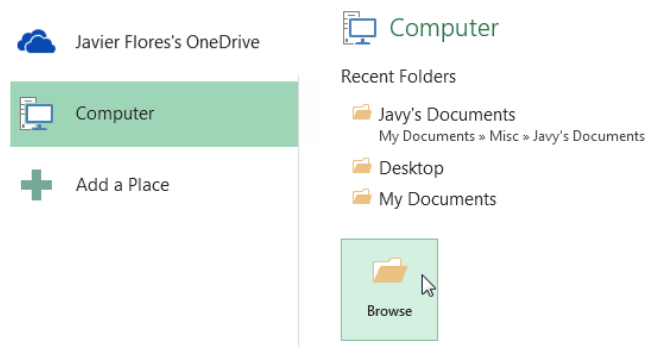 Javier Flores's OneDrive
Computer
Add a Place
Computer
Recent Folders
Javy's Documents
My Documents » Misc » Javy's Documents
Desktop
My Documents
Browse